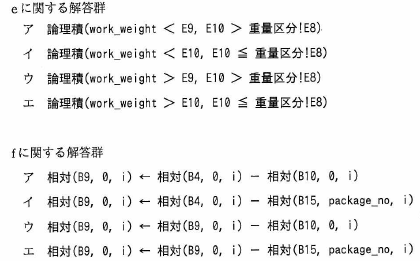 eに関する解答群
ア 論理積(work_weight < E9, E10 > 重量区分!E8)
イ 論理積(work_weight < E10, E10 ≦ 重量区分!E8)
ウ 論理積(work_weight > E9, E10 > 重量区分!E8)
エ 論理積(work_weight > E10, E10 ≦ 重量区分!E8)
fに関する解答群
ア 相対(B9, 0, i) ← 相対(B4, 0, i) − 相対(B10, 0, i)
イ 相対(B9, 0, i) ← 相対(B4, 0, i) − 相対(B15, package_no, i)
ウ 相対(B9, 0, i) ← 相対(B9, 0, i) − 相対(B10, 0, i)
エ 相対(B9, 0, i) ← 相対(B9, 0, i) − 相対(B15, package_no, i)